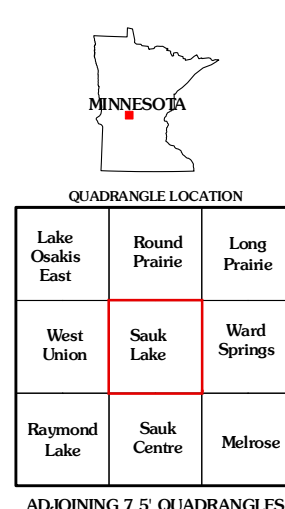 MINNESOTA
QUADRANGLE LOCATION
Lake
Osakis
East
Round
Prairie
Long
Prairie
West
Union
Sauk
Lake
Ward
Springs
Raymond
Lake
Sauk
Centre
Melrose
ADJOINING 7.5' QUADRANGLES